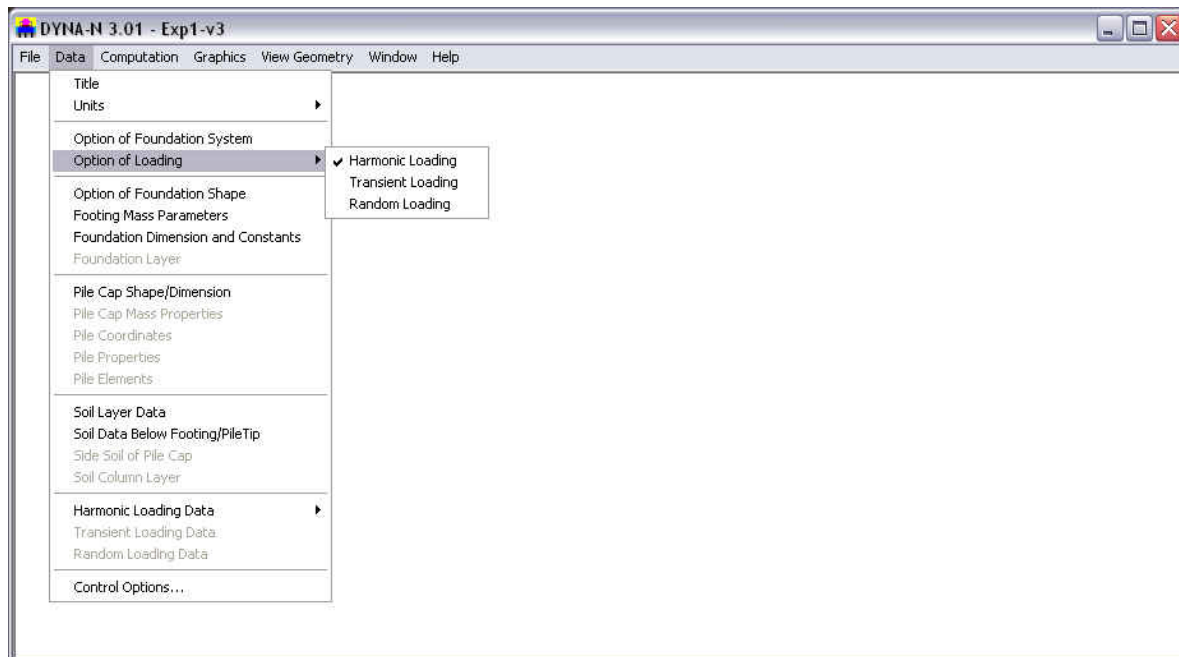 DYNA-N 3.01 - Exp1-v3
File Data Computation Graphics View Geometry Window Help
Title
Units
Option of Foundation System
Option of Loading
Harmonic Loading
Transient Loading
Random Loading
Option of Foundation Shape
Footing Mass Parameters
Foundation Dimension and Constants
Foundation Layer
Pile Cap Shape/Dimension
Pile Cap Mass Properties
Pile Coordinates
Pile Properties
Pile Elements
Soil Layer Data
Soil Data Below Footing/PileTip
Side Soil of Pile Cap
Soil Column Layer
Harmonic Loading Data
Transient Loading Data
Random Loading Data
Control Options...